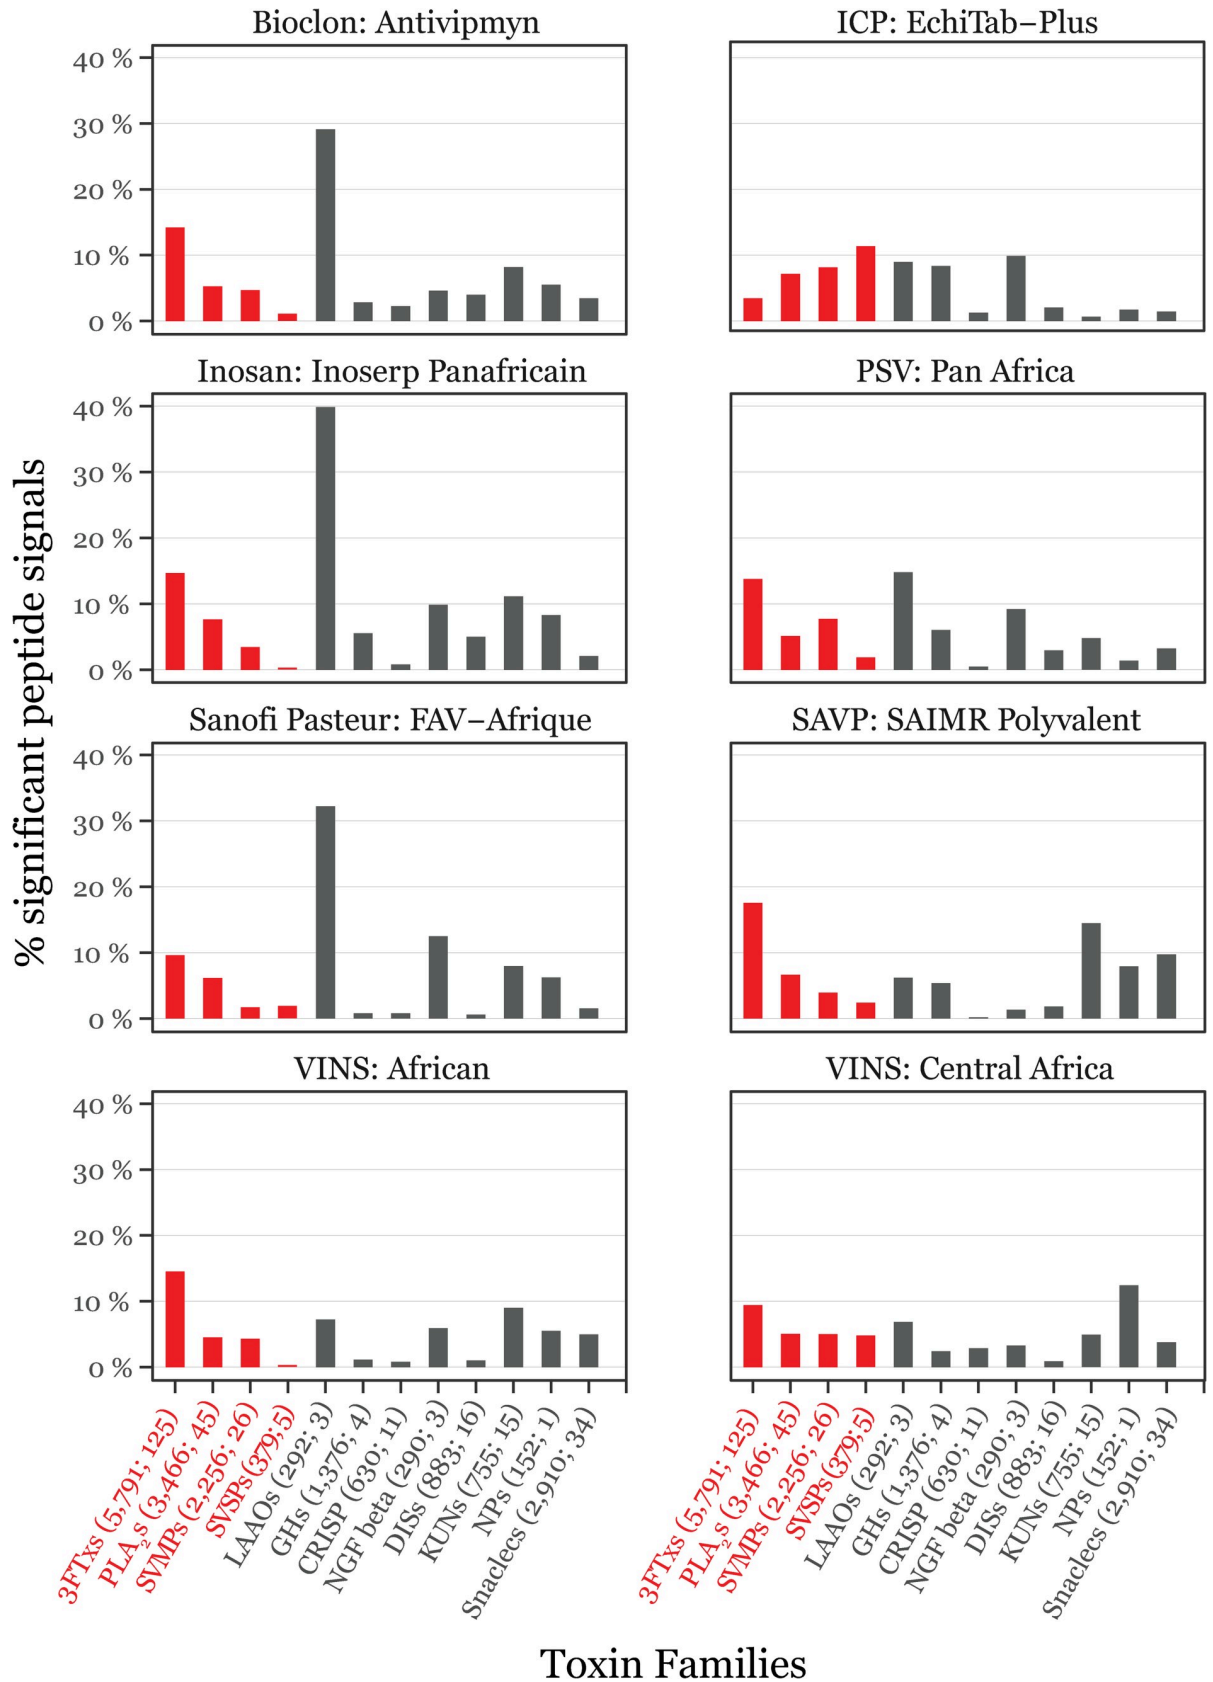 Bioclon: Antivipmyn
ICP: EchiTab–Plus
40 %
30 %
20 %
10 %
0 %
Inosan: Inoserp Panafricain
PSV: Pan Africa
40 %
30 %
20 %
10 %
0 %
% significant peptide signals
Sanofi Pasteur: FAV–Afrique
SAVP: SAIMR Polyvalent
40 %
30 %
20 %
10 %
0 %
VINS: African
VINS: Central Africa
40 %
30 %
20 %
10 %
0 %
3FTxs (5,791; 125)
PLA₂s (3,466; 45)
SVMPs (2,256; 26)
SVSPs (379;5)
LAAOs (292; 3)
GHs (1,376; 4)
CRISP (630; 11)
NGF beta (290; 3)
DISs (883; 16)
KUNs (755; 15)
NPs (152; 1)
Snaclecs (2,910; 34)
3FTxs (5,791; 125)
PLA₂s (3,466; 45)
SVMPs (2,256; 26)
SVSPs (379;5)
LAAOs (292; 3)
GHs (1,376; 4)
CRISP (630; 11)
NGF beta (290; 3)
DISs (883; 16)
KUNs (755; 15)
NPs (152; 1)
Snaclecs (2,910; 34)
Toxin Families